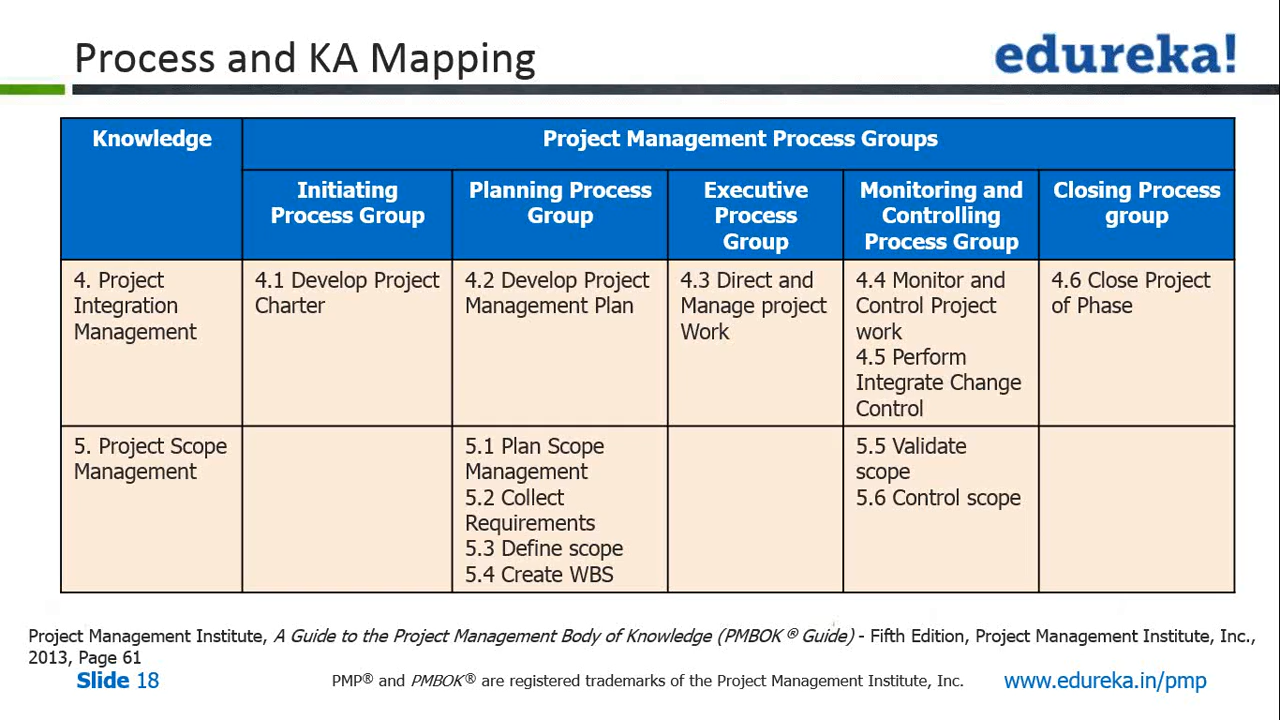 Process and KA Mapping
edureka!
Knowledge
Project Management Process Groups
Initiating
Process Group
Planning Process
Group
Executive
Process
Group
Monitoring and
Controlling
Process Group
Closing Process
group
4. Project
Integration
Management
4.1 Develop Project
Charter
4.2 Develop Project
Management Plan
4.3 Direct and
Manage project
Work
4.4 Monitor and
Control Project
work
4.5 Perform
Integrate Change
Control
4.6 Close Project
of Phase
5. Project Scope
Management
5.1 Plan Scope
Management
5.2 Collect
Requirements
5.3 Define scope
5.4 Create WBS
5.5 Validate
scope
5.6 Control scope
Project Management Institute, A Guide to the Project Management Body of Knowledge (PMBOK ® Guide) - Fifth Edition, Project Management Institute, Inc.,
2013, Page 61
Slide 18
PMP® and PMBOK® are registered trademarks of the Project Management Institute, Inc.
www.edureka.in/pmp